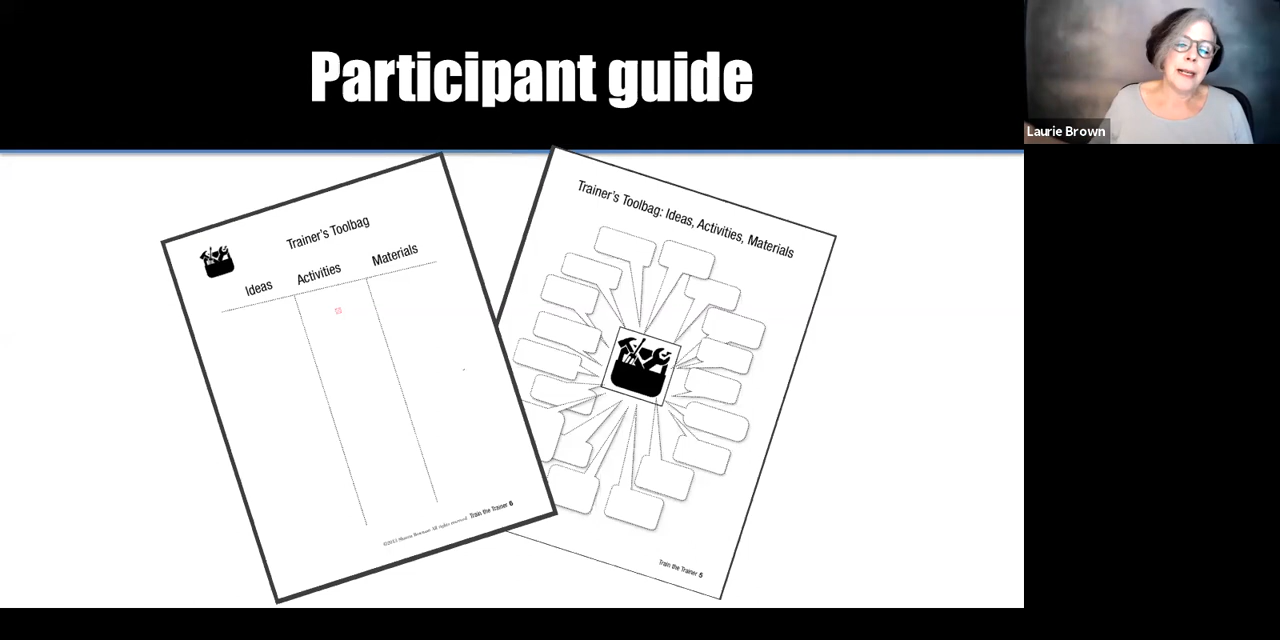 Participant guide
Laurie Brown
Trainer's Toolbag
Ideas
Activities
Materials
Train the Trainer 6
Trainer's Toolbag: Ideas, Activities, Materials
Train the Trainer 5